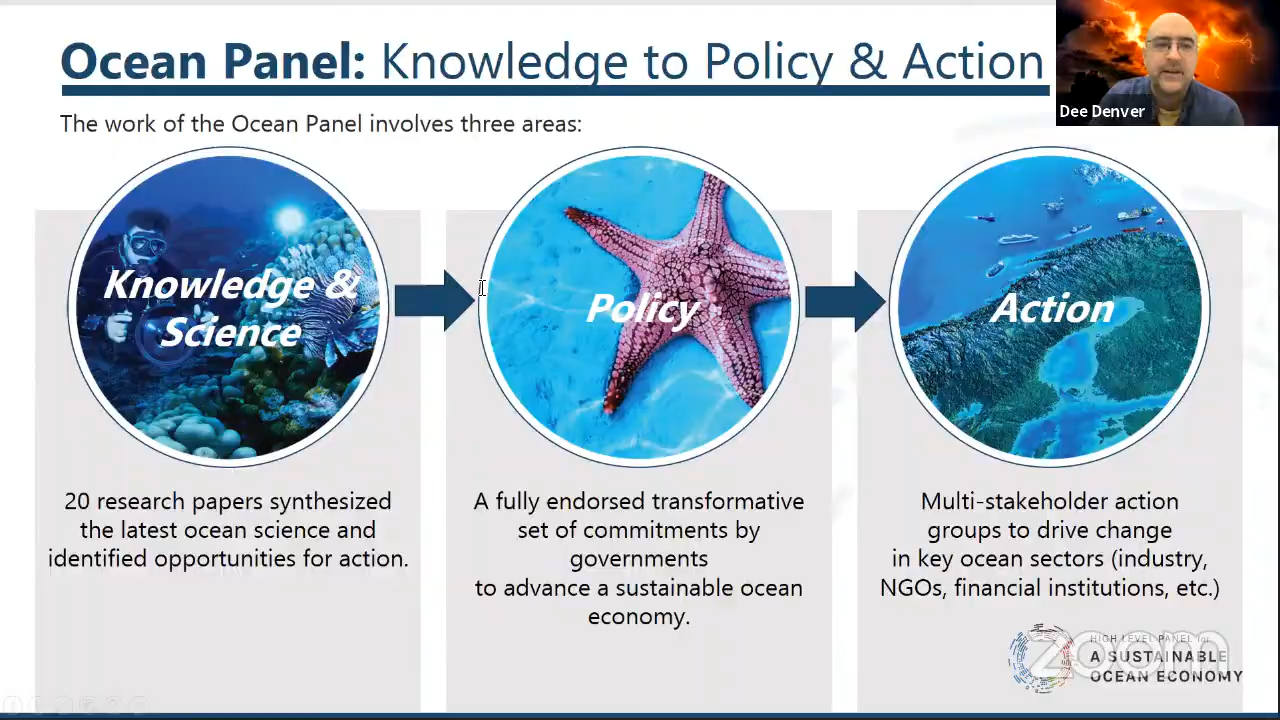 Ocean Panel: Knowledge to Policy & Action
Dee Denver
The work of the Ocean Panel involves three areas:
Knowledge &
Science
Policy
Action
20 research papers synthesized
the latest ocean science and
identified opportunities for action.
A fully endorsed transformative
set of commitments by
governments
to advance a sustainable ocean
economy.
Multi-stakeholder action
groups to drive change
in key ocean sectors (industry,
NGOs, financial institutions, etc.)
HIGH LEVEL PANEL for
A SUSTAINABLE
OCEAN ECONOMY
zoom